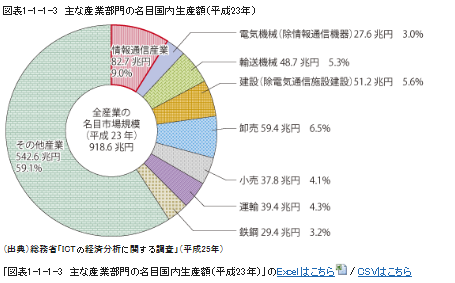 図表1-1-1-3 主な産業部門の名目国内生産額(平成23年)
情報通信産業
82.7 兆円
9.0%
電気機械(除情報通信機器)27.6 兆円 3.0%
輸送機械 48.7 兆円 5.3%
建設(除電気通信施設建設)51.2 兆円 5.6%
卸売 59.4 兆円 6.5%
小売 37.8 兆円 4.1%
運輸 39.4 兆円 4.3%
鉄鋼 29.4 兆円 3.2%
その他産業
542.6 兆円
59.1%
全産業の
名目市場規模
(平成 23 年)
918.6 兆円
(出典)総務省「ICTの経済分析に関する調査」(平成25年)
「図表1-1-1-3 主な産業部門の名目国内生産額(平成23年)」のExcelはこちら / CSVはこちら